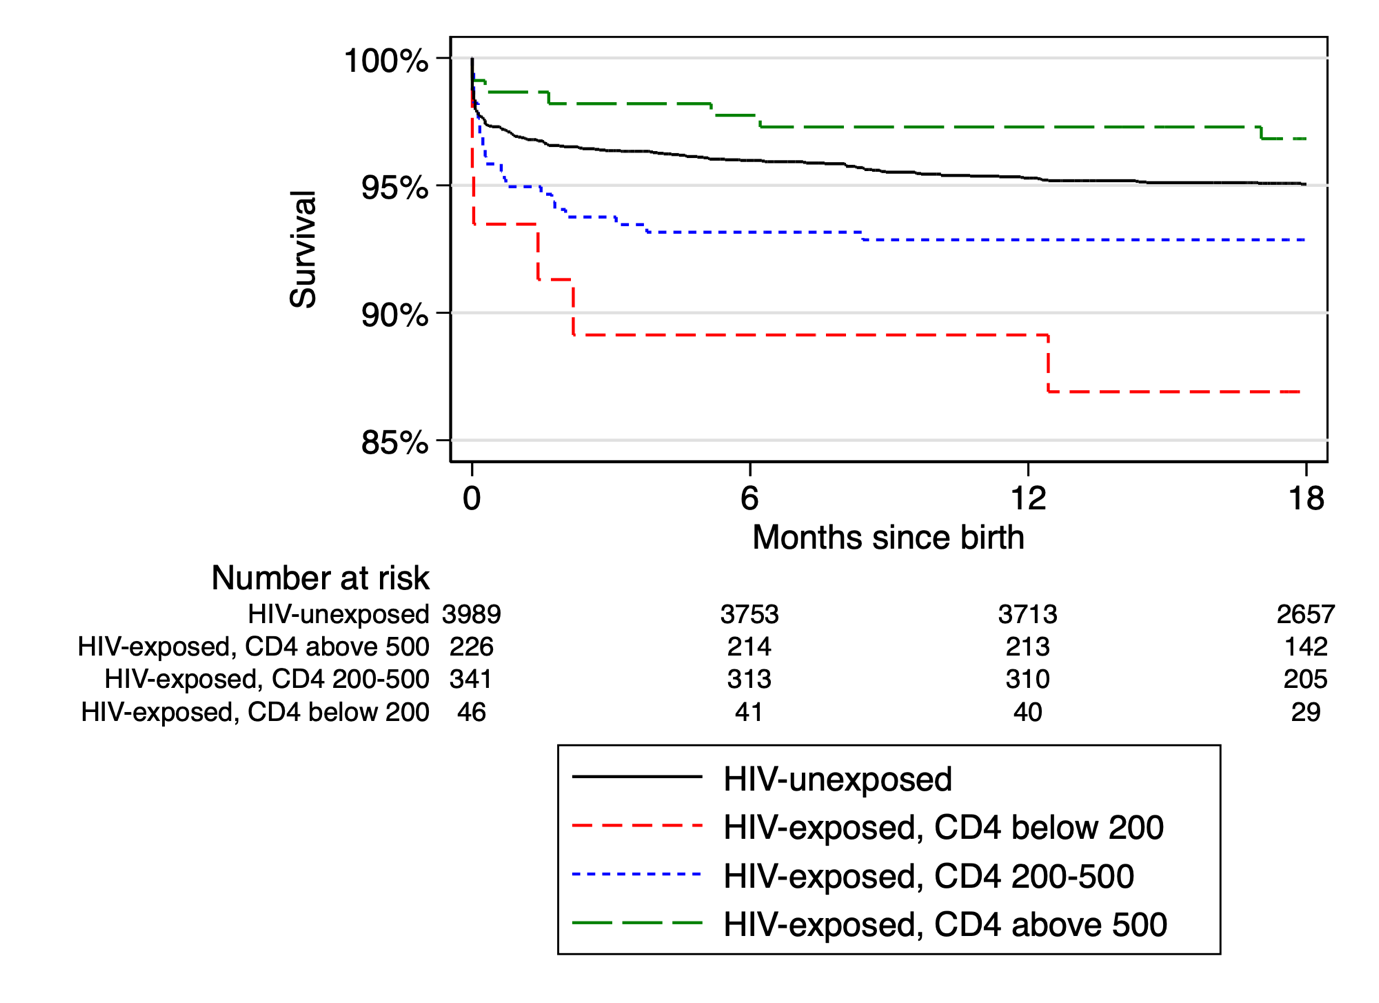 100%
95%
90%
85%
Survival
0 6 12 18
Months since birth
Number at risk
HIV-unexposed 3989 3753 3713 2657
HIV-exposed, CD4 above 500 226 214 213 142
HIV-exposed, CD4 200-500 341 313 310 205
HIV-exposed, CD4 below 200 46 41 40 29
HIV-unexposed
HIV-exposed, CD4 below 200
HIV-exposed, CD4 200-500
HIV-exposed, CD4 above 500